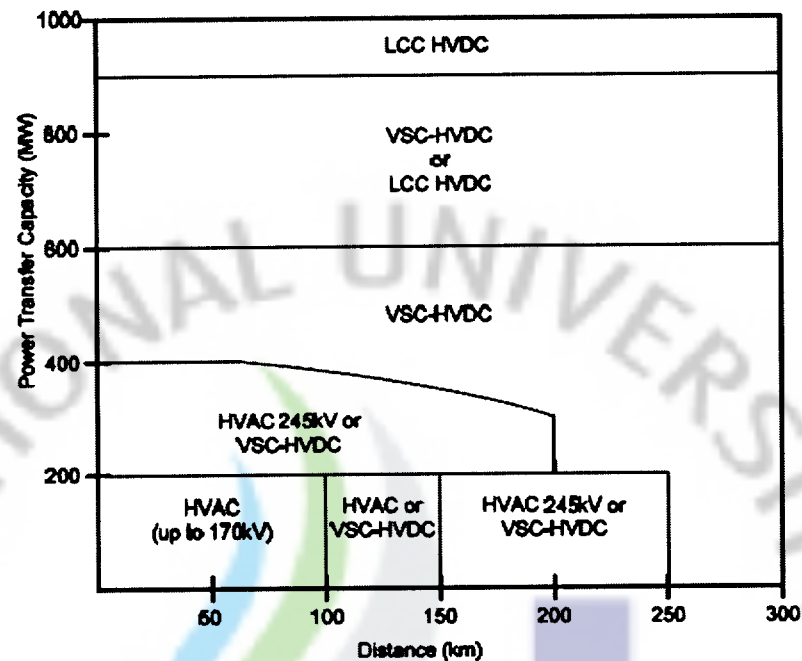 1000
LCC HVDC
800
VSC-HVDC
or
LCC HVDC
600
VSC-HVDC
400
HVAC 245kV or
VSC-HVDC
200
HVAC
(up to 170kV)
HVAC or
VSC-HVDC
HVAC 245kV or
VSC-HVDC
50 100 150 200 250 300
Distance (km)
Power Transfer Capacity (MW)
IONAL UNIVERSI